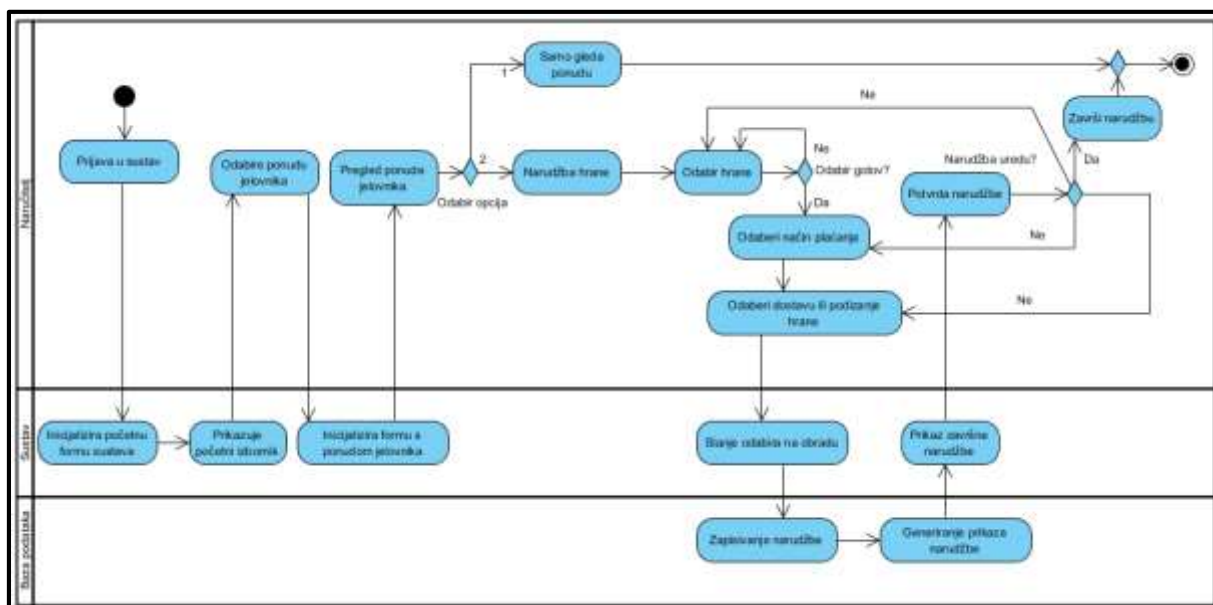 Naručitelj
Samo gleda
ponudu
1
Ne
Završi narudžbu
Prijava u sustav
Odabire ponudu
jelovnika
Pregled ponude
jelovnika
2
Odabir opcija
Narudžba hrane
Odabir hrane
Ne
Odabir gotov?
Da
Narudžba uredu?
Da
Potvrda narudžbe
Odaberi način plaćanja
Ne
Odaberi dostavu ili podizanje
hrane
Ne
Sustav
Inicijalizira početnu
formu sustava
Prikazuje
početni izbornik
Inicijalizira formu s
ponudom jelovnika
Slanje odabira na obradu
Prikaz završne
narudžbe
Baza podataka
Zapisivanje narudžbe
Generiranje prikaza
narudžbe